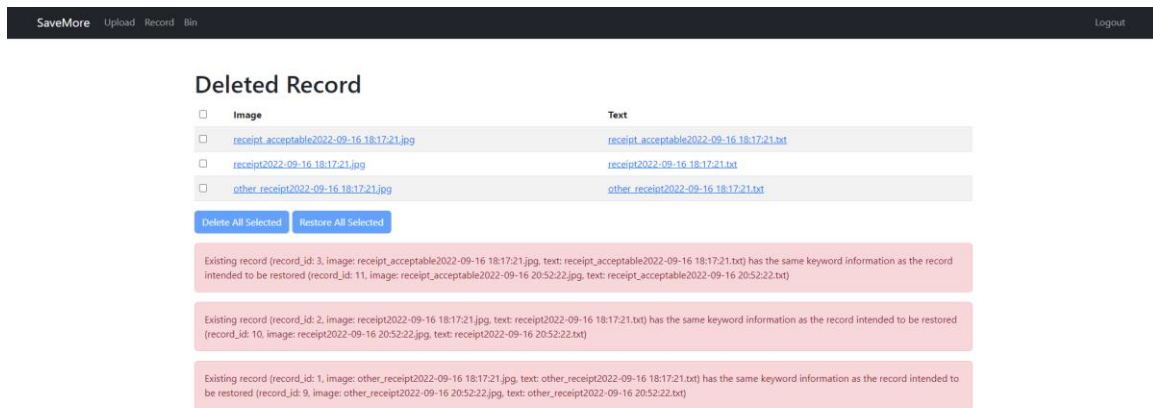 SaveMore Upload Record Bin Logout
Deleted Record
Image Text
receipt_acceptable2022-09-16 18:17:21.jpg receipt_acceptable2022-09-16 18:17:21.txt
receipt2022-09-16 18:17:21.jpg receipt2022-09-16 18:17:21.txt
other_receipt2022-09-16 18:17:21.jpg other_receipt2022-09-16 18:17:21.txt
Delete All Selected Restore All Selected
Existing record (record_id: 3, image: receipt_acceptable2022-09-16 18:17:21.jpg, text: receipt_acceptable2022-09-16 18:17:21.txt) has the same keyword information as the record
intended to be restored (record_id: 11, image: receipt_acceptable2022-09-16 20:52:22.jpg, text: receipt_acceptable2022-09-16 20:52:22.txt)
Existing record (record_id: 2, image: receipt2022-09-16 18:17:21.jpg, text: receipt2022-09-16 18:17:21.txt) has the same keyword information as the record intended to be restored
(record_id: 10, image: receipt2022-09-16 20:52:22.jpg, text: receipt2022-09-16 20:52:22.txt)
Existing record (record_id: 1, image: other_receipt2022-09-16 18:17:21.jpg, text: other_receipt2022-09-16 18:17:21.txt) has the same keyword information as the record intended to
be restored (record_id: 9, image: other_receipt2022-09-16 20:52:22.jpg, text: other_receipt2022-09-16 20:52:22.txt)